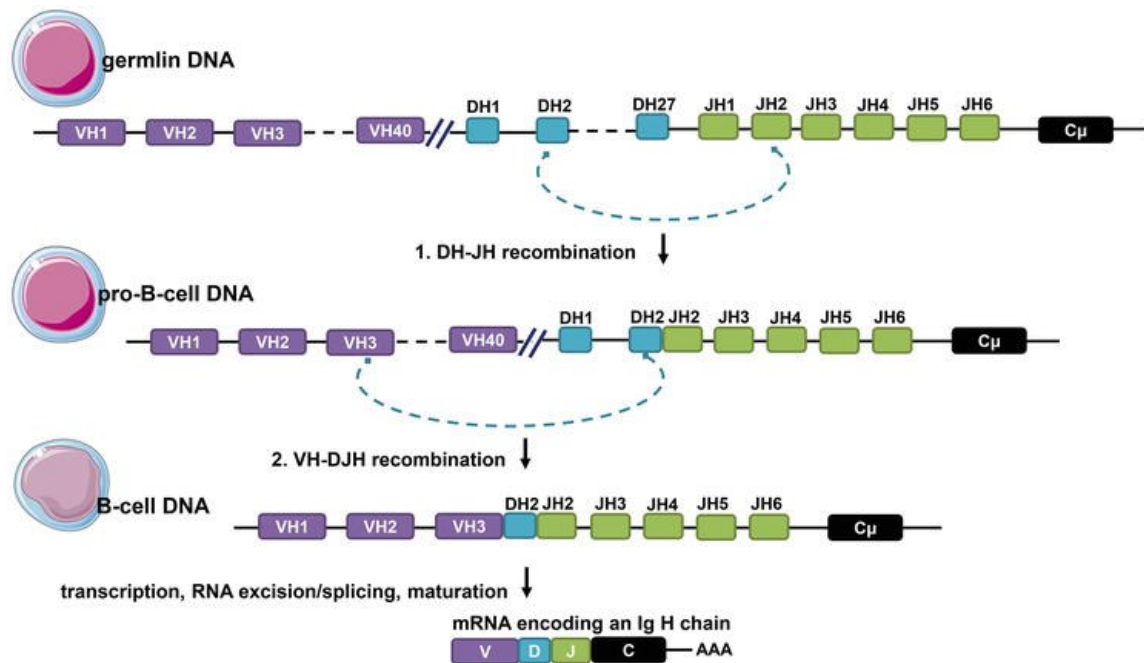 germlin DNA
DH1 DH2 DH27 JH1 JH2 JH3 JH4 JH5 JH6
VH1 VH2 VH3 VH40 Cμ
1. DH-JH recombination
pro-B-cell DNA
DH1 DH2 JH2 JH3 JH4 JH5 JH6
VH1 VH2 VH3 VH40 Cμ
2. VH-DJH recombination
B-cell DNA
DH2 JH2 JH3 JH4 JH5 JH6
VH1 VH2 VH3 Cμ
transcription, RNA excision/splicing, maturation
mRNA encoding an Ig H chain
V D J C AAA